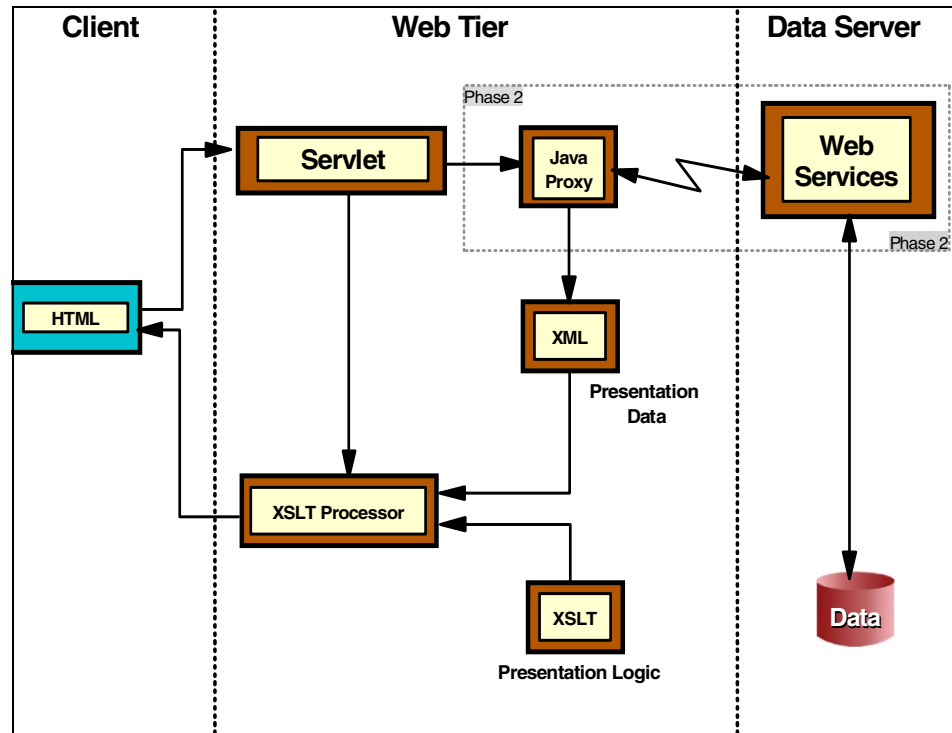 Client
Web Tier
Data Server
Phase 2
Servlet
Java
Proxy
Web
Services
Phase 2
HTML
XML
Presentation
Data
XSLT Processor
XSLT
Data
Presentation Logic